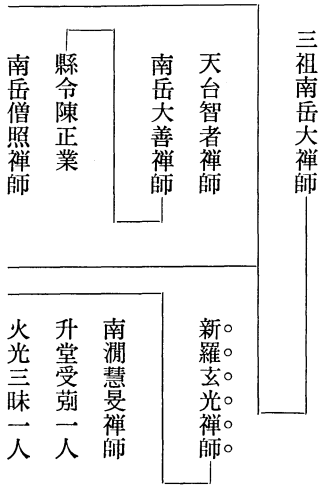 三祖南岳大禅師
天台智者禅師
南岳大善禅師
縣令陳正業
南岳僧照禅師
新羅玄光禅師
南澗慧旻禅師
升堂受莂一人
火光三昧一人